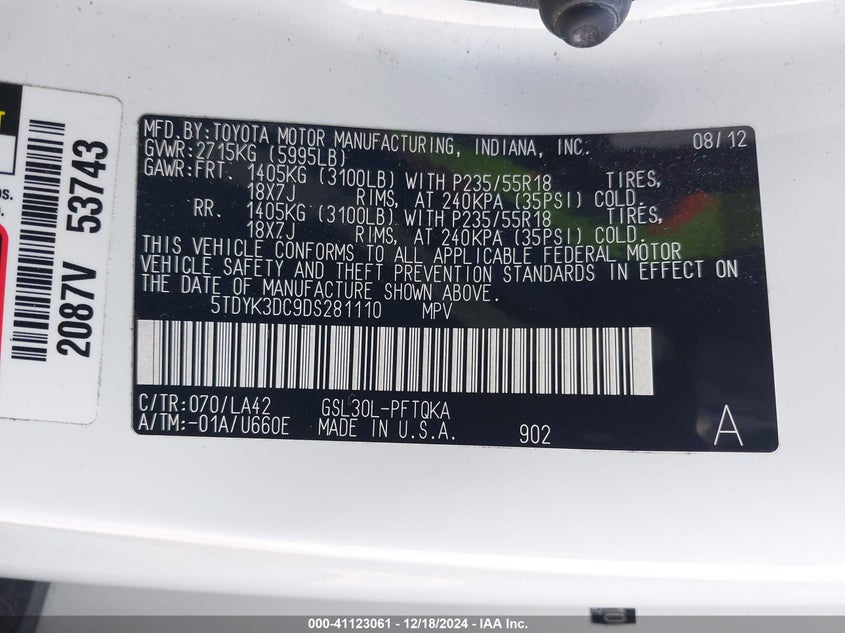 MFD.BY:TOYOTA MOTOR MANUFACTURING, INDIANA, INC. 08/12
GVWR:2715KG (5995LB)
GAWR:FRT. 1405KG (3100LB) WITH P235/55R18 TIRES,
18X7J RIMS, AT 240KPA (35PSI) COLD.
RR. 1405KG (3100LB) WITH P235/55R18 TIRES,
18X7J RIMS, AT 240KPA (35PSI) COLD.
THIS VEHICLE CONFORMS TO ALL APPLICABLE FEDERAL MOTOR
VEHICLE SAFETY AND THEFT PREVENTION STANDARDS IN EFFECT ON
THE DATE OF MANUFACTURE SHOWN ABOVE.
5TDYK3DC9DS281110 MPV
C/TR:070/LA42 GSL30L-PFTQKA
A/TM:-01A/U660E MADE IN U.S.A. 902 A
2087V 53743
000-41123061 - 12/18/2024 - IAA Inc.